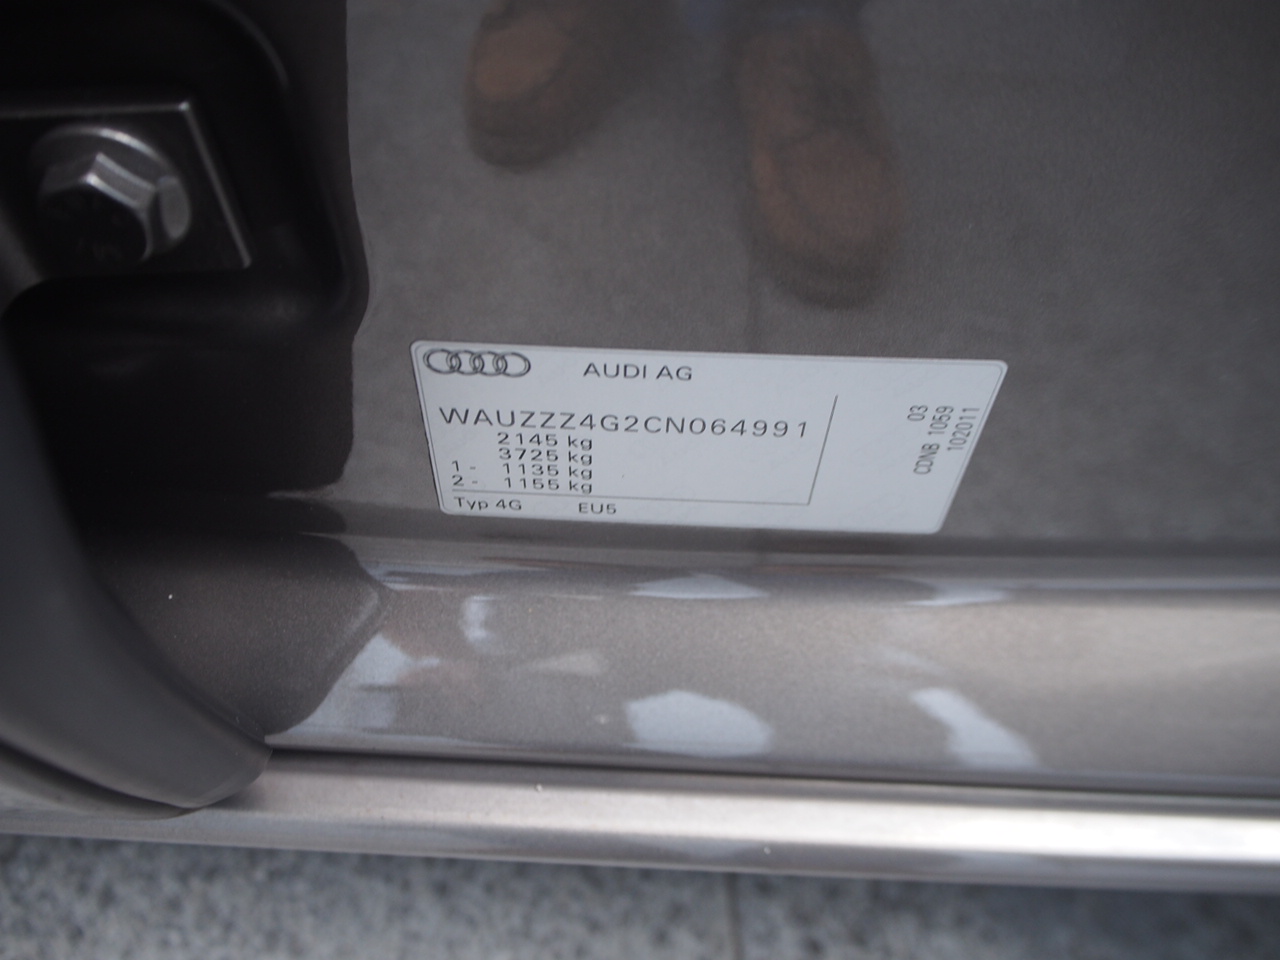 AUDI AG
WAUZZZ4G2CN064991
2145 kg
3725 kg
1 - 1135 kg
2 - 1155 kg
Typ 4G EU5
03
CDNB 1059
102011